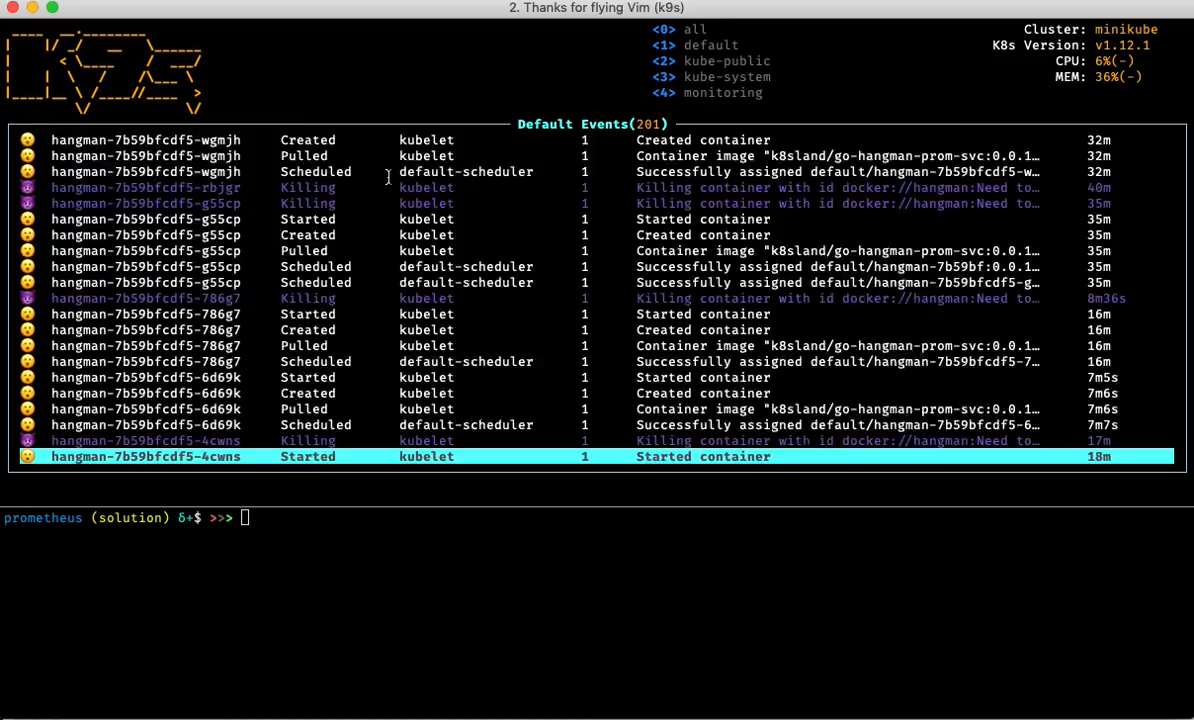 2. Thanks for flying Vim (k9s)
<0> all
<1> default
<2> kube-public
<3> kube-system
<4> monitoring
Cluster: minikube
K8s Version: v1.12.1
CPU: 6%(-)
MEM: 36%(-)
Default Events(201)
hangman-7b59bfcdf5-wgmjh Created kubelet 1 Created container 32m
hangman-7b59bfcdf5-wgmjh Pulled kubelet 1 Container image "k8sland/go-hangman-prom-svc:0.0.1… 32m
hangman-7b59bfcdf5-wgmjh Scheduled default-scheduler 1 Successfully assigned default/hangman-7b59bfcdf5-w… 32m
hangman-7b59bfcdf5-rbjgr Killing kubelet 1 Killing container with id docker://hangman:Need to… 40m
hangman-7b59bfcdf5-g55cp Killing kubelet 1 Killing container with id docker://hangman:Need to… 35m
hangman-7b59bfcdf5-g55cp Started kubelet 1 Started container 35m
hangman-7b59bfcdf5-g55cp Created kubelet 1 Created container 35m
hangman-7b59bfcdf5-g55cp Pulled kubelet 1 Container image "k8sland/go-hangman-prom-svc:0.0.1… 35m
hangman-7b59bfcdf5-g55cp Scheduled default-scheduler 1 Successfully assigned default/hangman-7b59bf:0.0.1… 35m
hangman-7b59bfcdf5-g55cp Scheduled default-scheduler 1 Successfully assigned default/hangman-7b59bfcdf5-g… 35m
hangman-7b59bfcdf5-786g7 Killing kubelet 1 Killing container with id docker://hangman:Need to… 8m36s
hangman-7b59bfcdf5-786g7 Started kubelet 1 Started container 16m
hangman-7b59bfcdf5-786g7 Created kubelet 1 Created container 16m
hangman-7b59bfcdf5-786g7 Pulled kubelet 1 Container image "k8sland/go-hangman-prom-svc:0.0.1… 16m
hangman-7b59bfcdf5-786g7 Scheduled default-scheduler 1 Successfully assigned default/hangman-7b59bfcdf5-7… 16m
hangman-7b59bfcdf5-6d69k Started kubelet 1 Started container 7m5s
hangman-7b59bfcdf5-6d69k Created kubelet 1 Created container 7m6s
hangman-7b59bfcdf5-6d69k Pulled kubelet 1 Container image "k8sland/go-hangman-prom-svc:0.0.1… 7m6s
hangman-7b59bfcdf5-6d69k Scheduled default-scheduler 1 Successfully assigned default/hangman-7b59bfcdf5-6… 7m7s
hangman-7b59bfcdf5-4cwns Killing kubelet 1 Killing container with id docker://hangman:Need to… 17m
hangman-7b59bfcdf5-4cwns Started kubelet 1 Started container 18m
prometheus (solution) δ+$ >>>